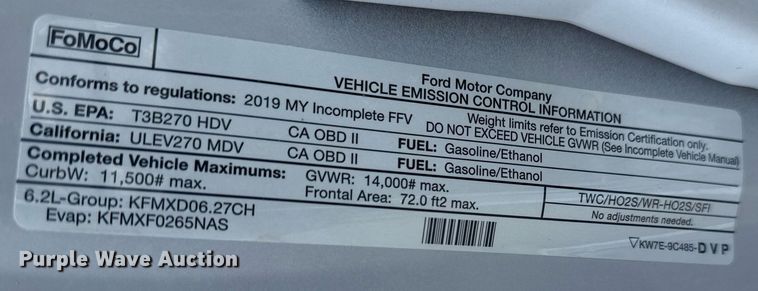 FoMoCo
Ford Motor Company
VEHICLE EMISSION CONTROL INFORMATION
Conforms to regulations: 2019 MY Incomplete FFV
Weight limits refer to Emission Certification only.
DO NOT EXCEED VEHICLE GVWR (See Incomplete Vehicle Manual)
U.S. EPA: T3B270 HDV CA OBD II FUEL: Gasoline/Ethanol
California: ULEV270 MDV CA OBD II FUEL: Gasoline/Ethanol
Completed Vehicle Maximums: GVWR: 14,000# max.
CurbW: 11,500# max. Frontal Area: 72.0 ft2 max.
TWC/HO2S/WR-HO2S/SFI
No adjustments needed.
6.2L-Group: KFMXD06.27CH
Evap: KFMXF0265NAS
▽KW7E-9C485-DVP
Purple Wave Auction